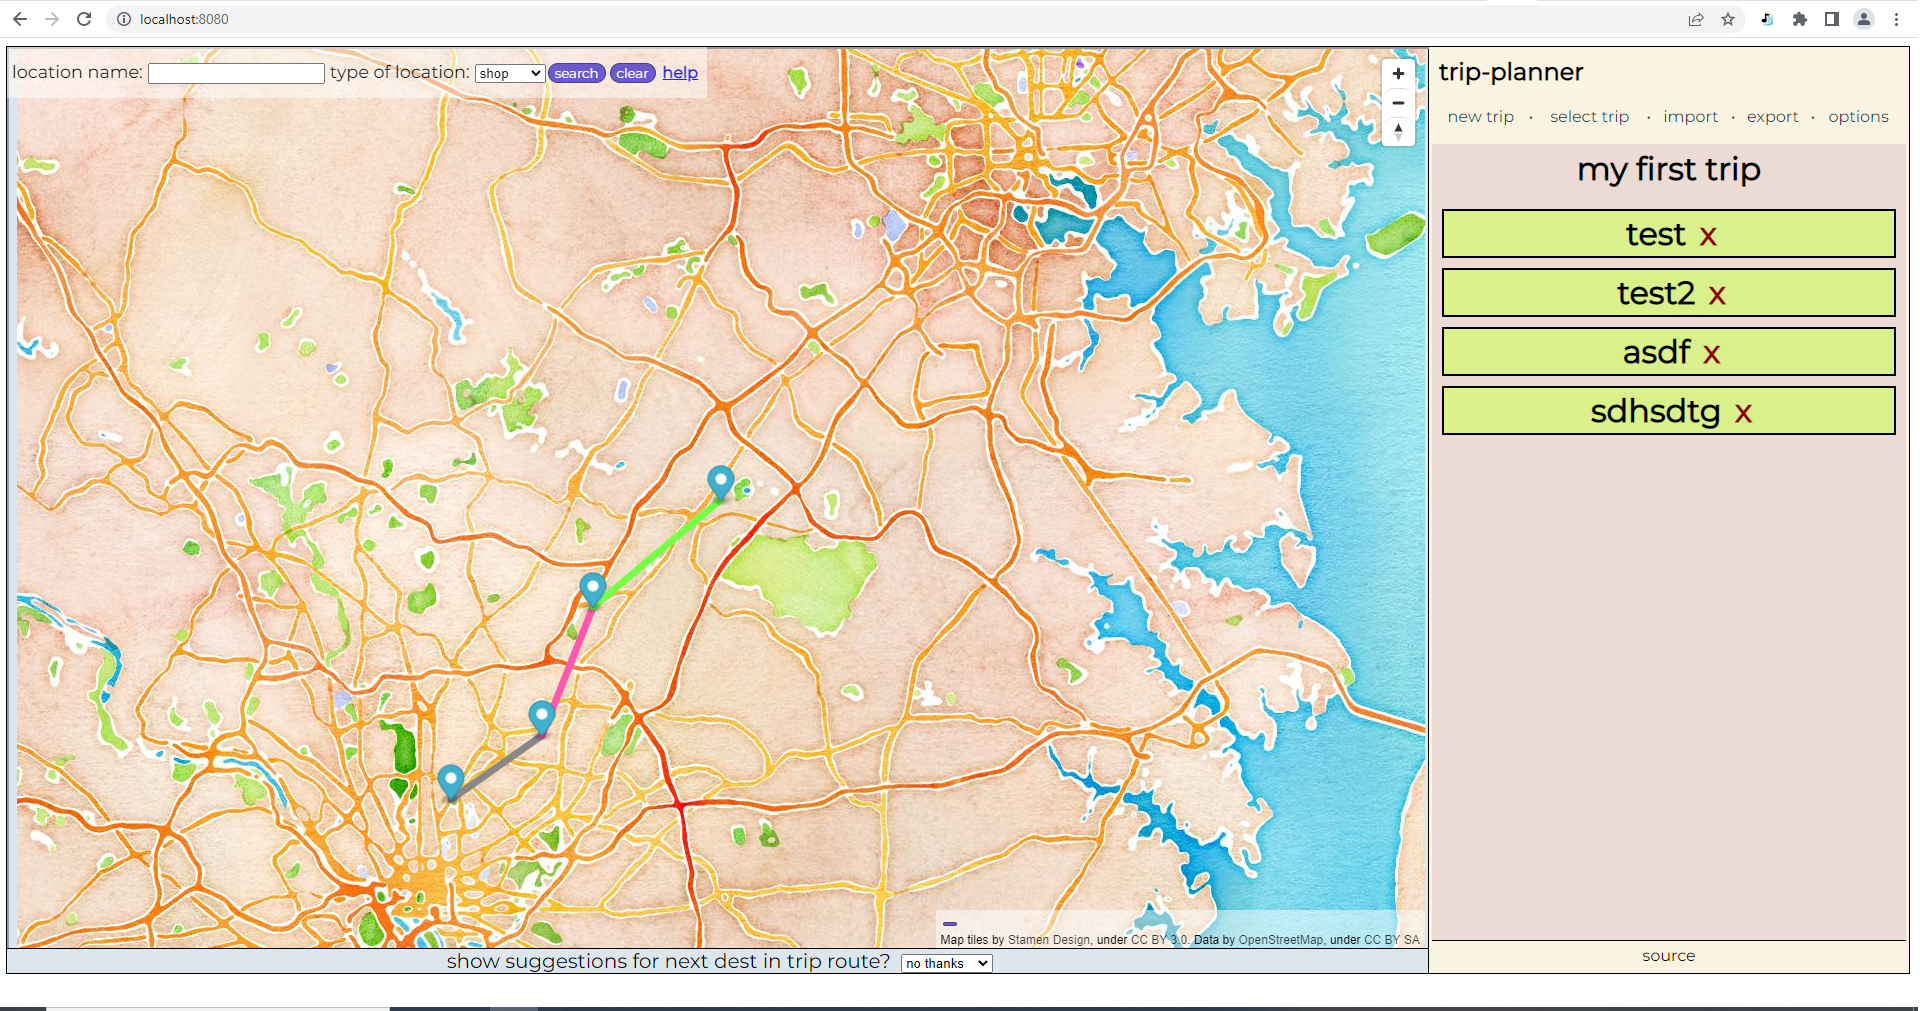 localhost:8080
location name: type of location: shop search clear help
trip-planner
new trip · select trip · import · export · options
my first trip
test x
test2 x
asdf x
sdhsdtg x
Map tiles by Stamen Design, under CC BY 3.0. Data by OpenStreetMap, under CC BY SA
show suggestions for next dest in trip route? no thanks
source